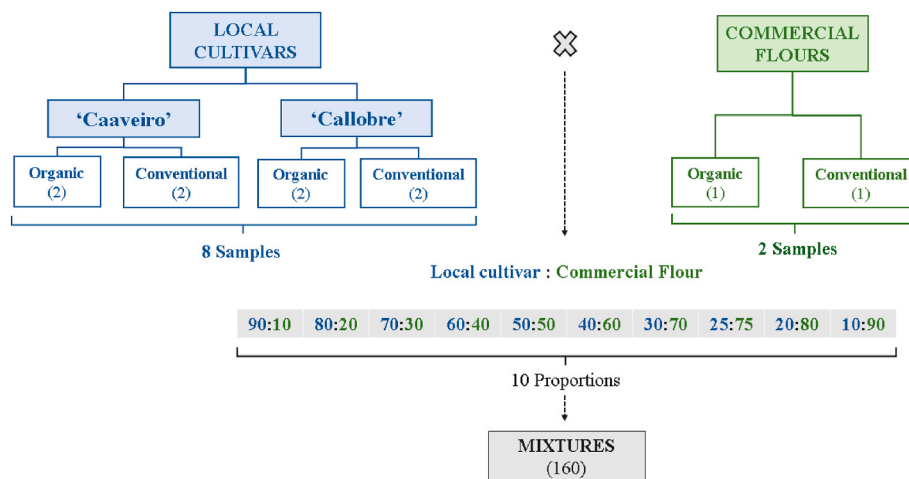 LOCAL
CULTIVARS
COMMERCIAL
FLOURS
‘Caaveiro’
‘Callobre’
Organic
(2)
Conventional
(2)
Organic
(2)
Conventional
(2)
Organic
(1)
Conventional
(1)
8 Samples
2 Samples
Local cultivar : Commercial Flour
90:10 80:20 70:30 60:40 50:50 40:60 30:70 25:75 20:80 10:90
10 Proportions
MIXTURES
(160)